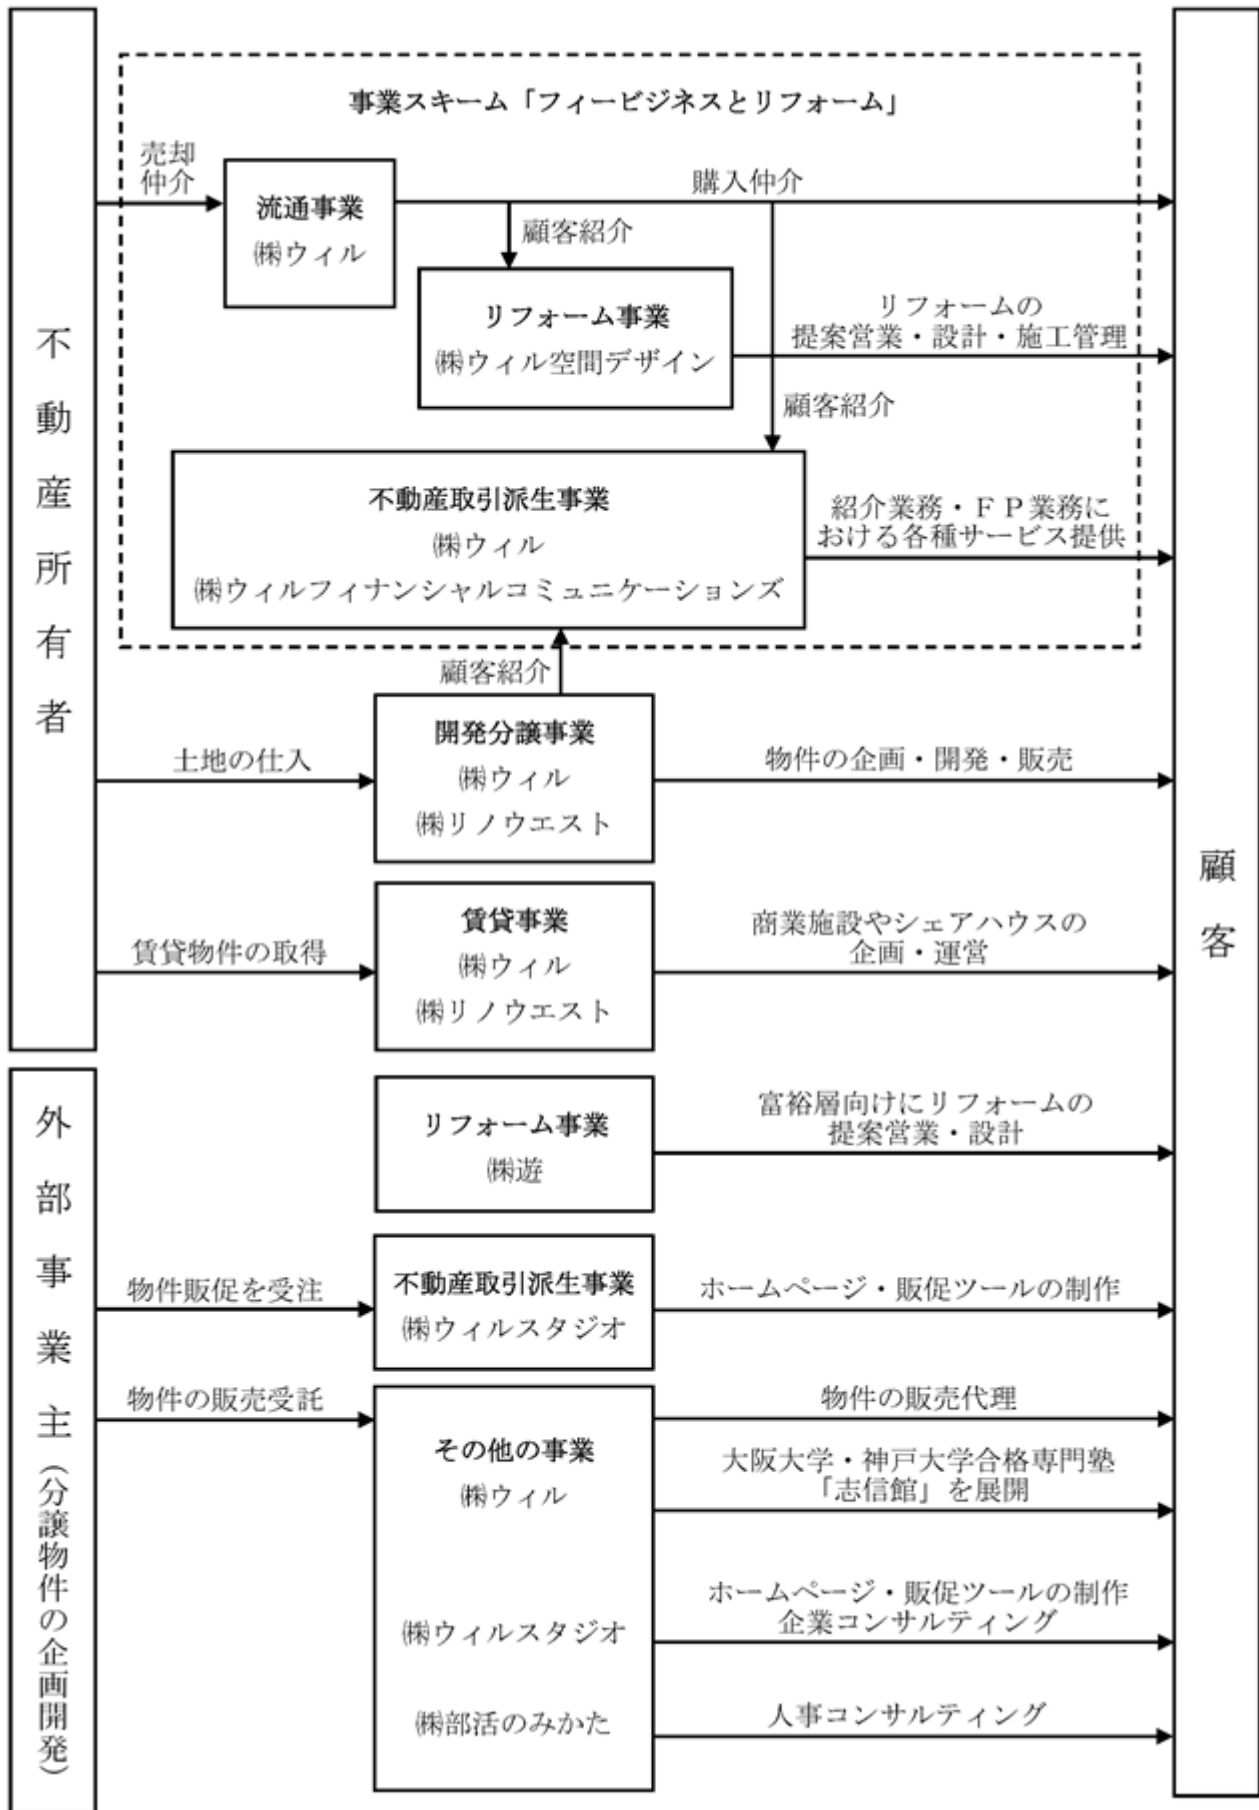 不動産所有者
事業スキーム「フィービジネスとリフォーム」
売却
仲介
流通事業
㈱ウィル
購入仲介
顧客紹介
リフォーム事業
㈱ウィル空間デザイン
リフォームの
提案営業・設計・施工管理
顧客紹介
不動産取引派生事業
㈱ウィル
㈱ウィルフィナンシャルコミュニケーションズ
紹介業務・ＦＰ業務に
おける各種サービス提供
顧客紹介
土地の仕入
開発分譲事業
㈱ウィル
㈱リノウエスト
物件の企画・開発・販売
賃貸物件の取得
賃貸事業
㈱ウィル
㈱リノウエスト
商業施設やシェアハウスの
企画・運営
顧客
外部事業主（分譲物件の企画開発）
リフォーム事業
㈱遊
富裕層向けにリフォームの
提案営業・設計
物件販促を受注
不動産取引派生事業
㈱ウィルスタジオ
ホームページ・販促ツールの制作
物件の販売受託
その他の事業
㈱ウィル
物件の販売代理
大阪大学・神戸大学合格専門塾
「志信館」を展開
㈱ウィルスタジオ
ホームページ・販促ツールの制作
企業コンサルティング
㈱部活のみかた
人事コンサルティング